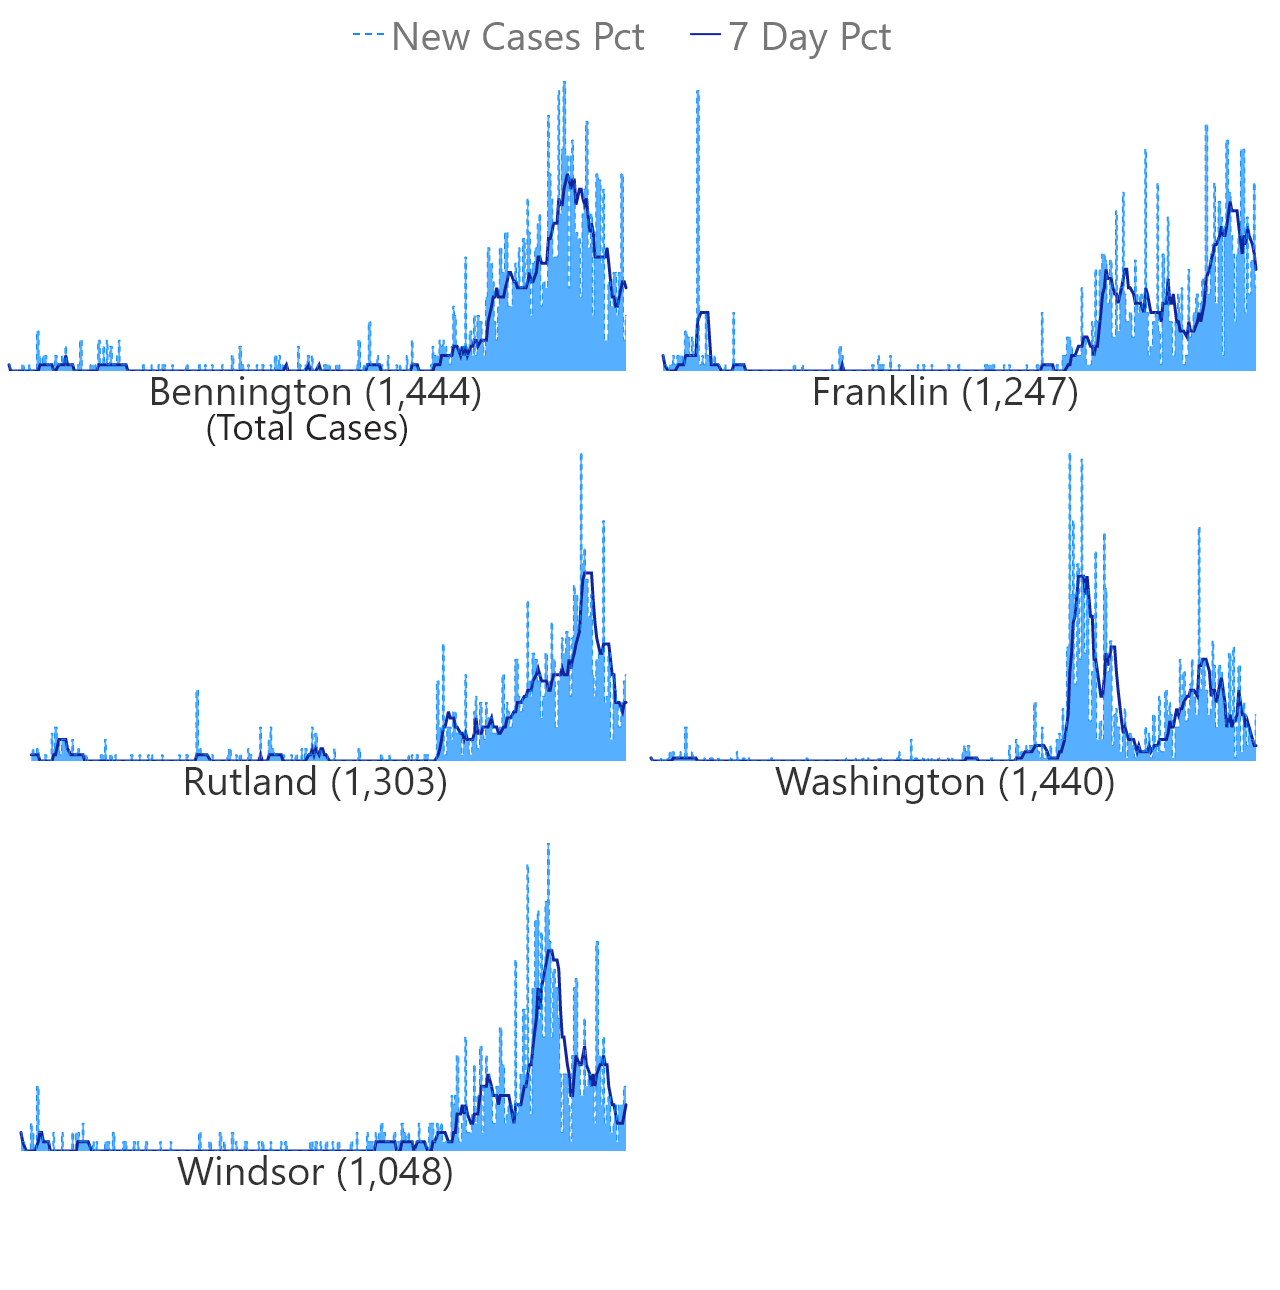 New Cases Pct 7 Day Pct
Bennington (1,444)
(Total Cases)
Franklin (1,247)
Rutland (1,303)
Washington (1,440)
Windsor (1,048)